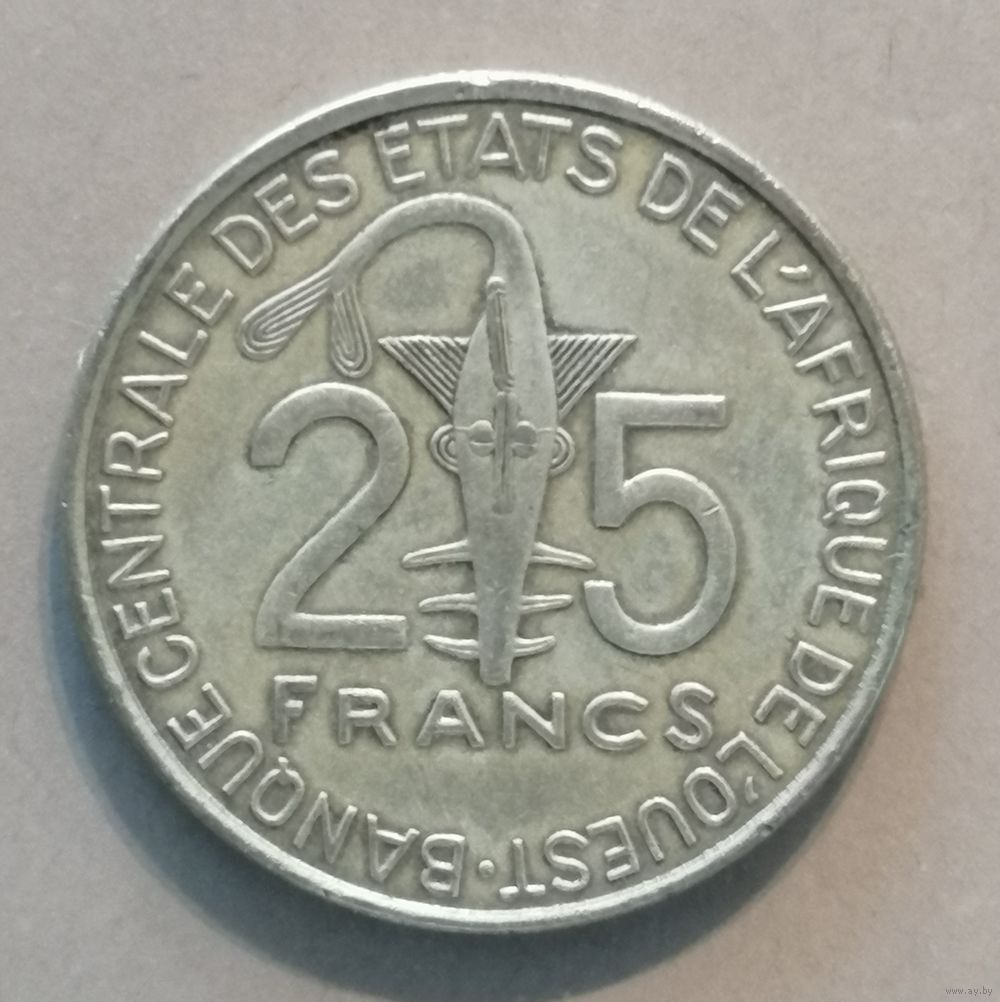 BANQUE CENTRALE DES ETATS DE L'AFRIQUE DE L'OUEST ·
25
FRANCS
www.ay.by